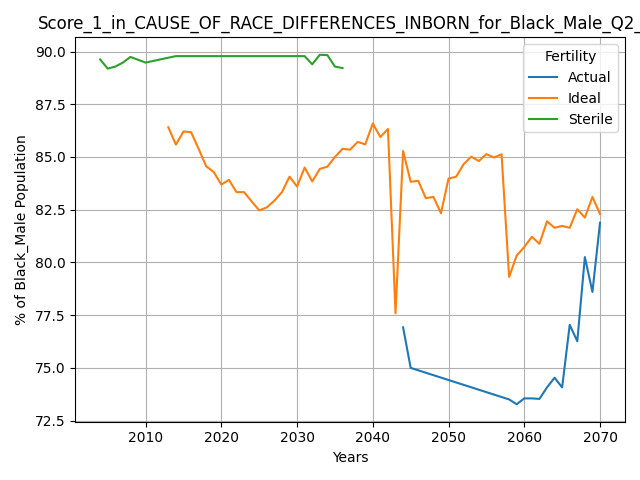 Score_1_in_CAUSE_OF_RACE_DIFFERENCES_INBORN_for_Black_Male_Q2_
90.0
87.5
85.0
82.5
80.0
77.5
75.0
72.5
% of Black_Male Population
Fertility
Actual
Ideal
Sterile
2010 2020 2030 2040 2050 2060 2070
Years